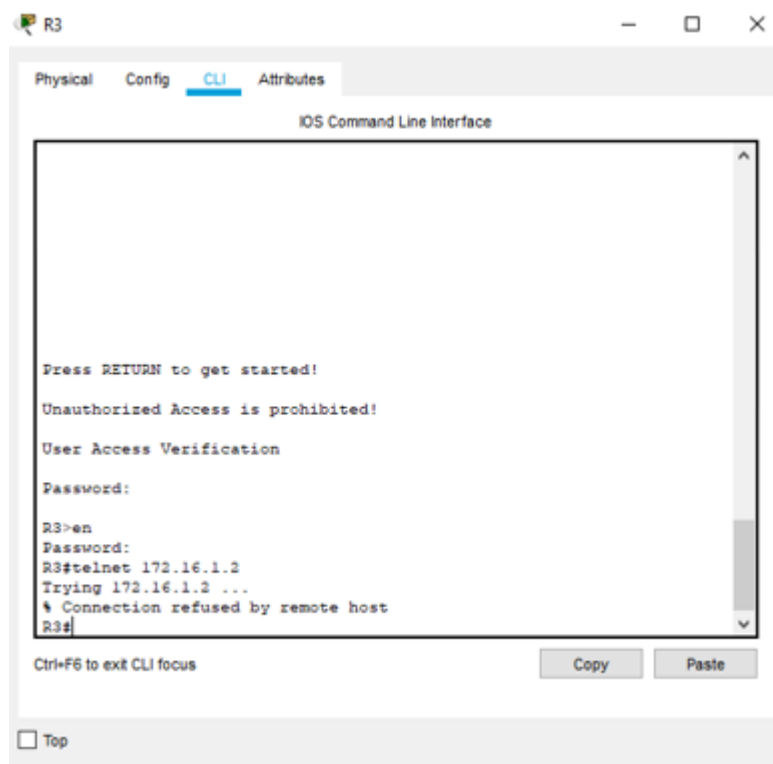 R3
Physical Config CLI Attributes
IOS Command Line Interface
Press RETURN to get started!
Unauthorized Access is prohibited!
User Access Verification
Password:
R3>en
Password:
R3#telnet 172.16.1.2
Trying 172.16.1.2 ...
% Connection refused by remote host
R3#
Ctrl+F6 to exit CLI focus
Copy Paste
Top